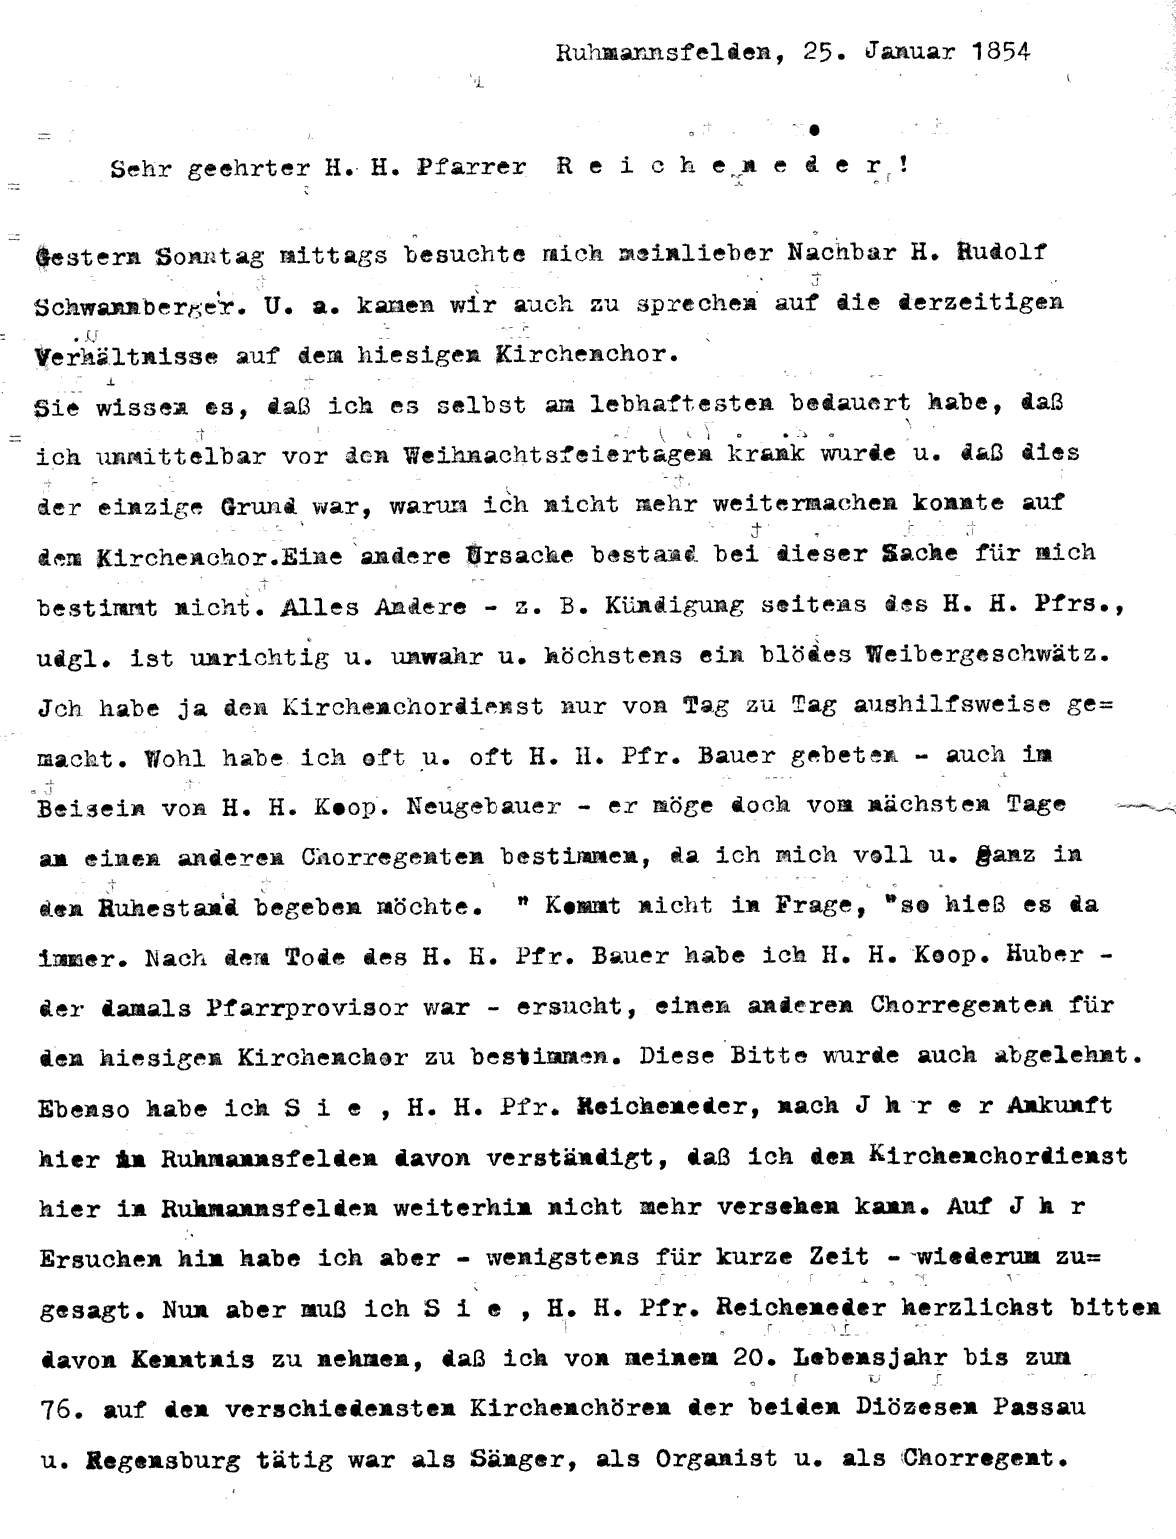 Ruhmannsfelden, 25. Januar 1854
Sehr geehrter H. H. Pfarrer R e i c h e n e d e r !
Gestern Sonntag mittags besuchte mich meinlieber Nachbar H. Rudolf
Schwannberger. U. a. kamen wir auch zu sprechen auf die derzeitigen
Verhältnisse auf dem hiesigen Kirchenchor.
Sie wissen es, daß ich es selbst am lebhaftesten bedauert habe, daß
ich unmittelbar vor den Weihnachtsfeiertagen krank wurde u. daß dies
der einzige Grund war, warum ich nicht mehr weitermachen konnte auf
dem Kirchenchor.Eine andere Ursache bestand bei dieser Sache für mich
bestimmt nicht. Alles Andere - z. B. Kündigung seitens des H. H. Pfrs.,
udgl. ist unrichtig u. unwahr u. höchstens ein blödes Weibergeschwätz.
Jch habe ja den Kirchenchordienst nur von Tag zu Tag aushilfsweise ge=
macht. Wohl habe ich oft u. oft H. H. Pfr. Bauer gebeten - auch im
Beisein von H. H. Koop. Neugebauer - er möge doch vom nächsten Tage
an einen anderen Chorregenten bestimmen, da ich mich voll u. ganz in
den Ruhestand begeben möchte. " Kommt nicht in Frage, "so hieß es da
immer. Nach dem Tode des H. H. Pfr. Bauer habe ich H. H. Koop. Huber -
der damals Pfarrprovisor war - ersucht, einen anderen Chorregenten für
den hiesigen Kirchenchor zu bestimmen. Diese Bitte wurde auch abgelehnt.
Ebenso habe ich S i e , H. H. Pfr. Reicheneder, nach J h r e r Ankunft
hier in Ruhmannsfelden davon verständigt, daß ich den Kirchenchordienst
hier in Ruhmannsfelden weiterhin nicht mehr versehen kann. Auf J h r
Ersuchen hin habe ich aber - wenigstens für kurze Zeit - wiederum zu=
gesagt. Nun aber muß ich S i e , H. H. Pfr. Reicheneder herzlichst bitten
davon Kenntnis zu nehmen, daß ich von meinem 20. Lebensjahr bis zum
76. auf den verschiedensten Kirchenchören der beiden Diözesen Passau
u. Regensburg tätig war als Sänger, als Organist u. als Chorregent.